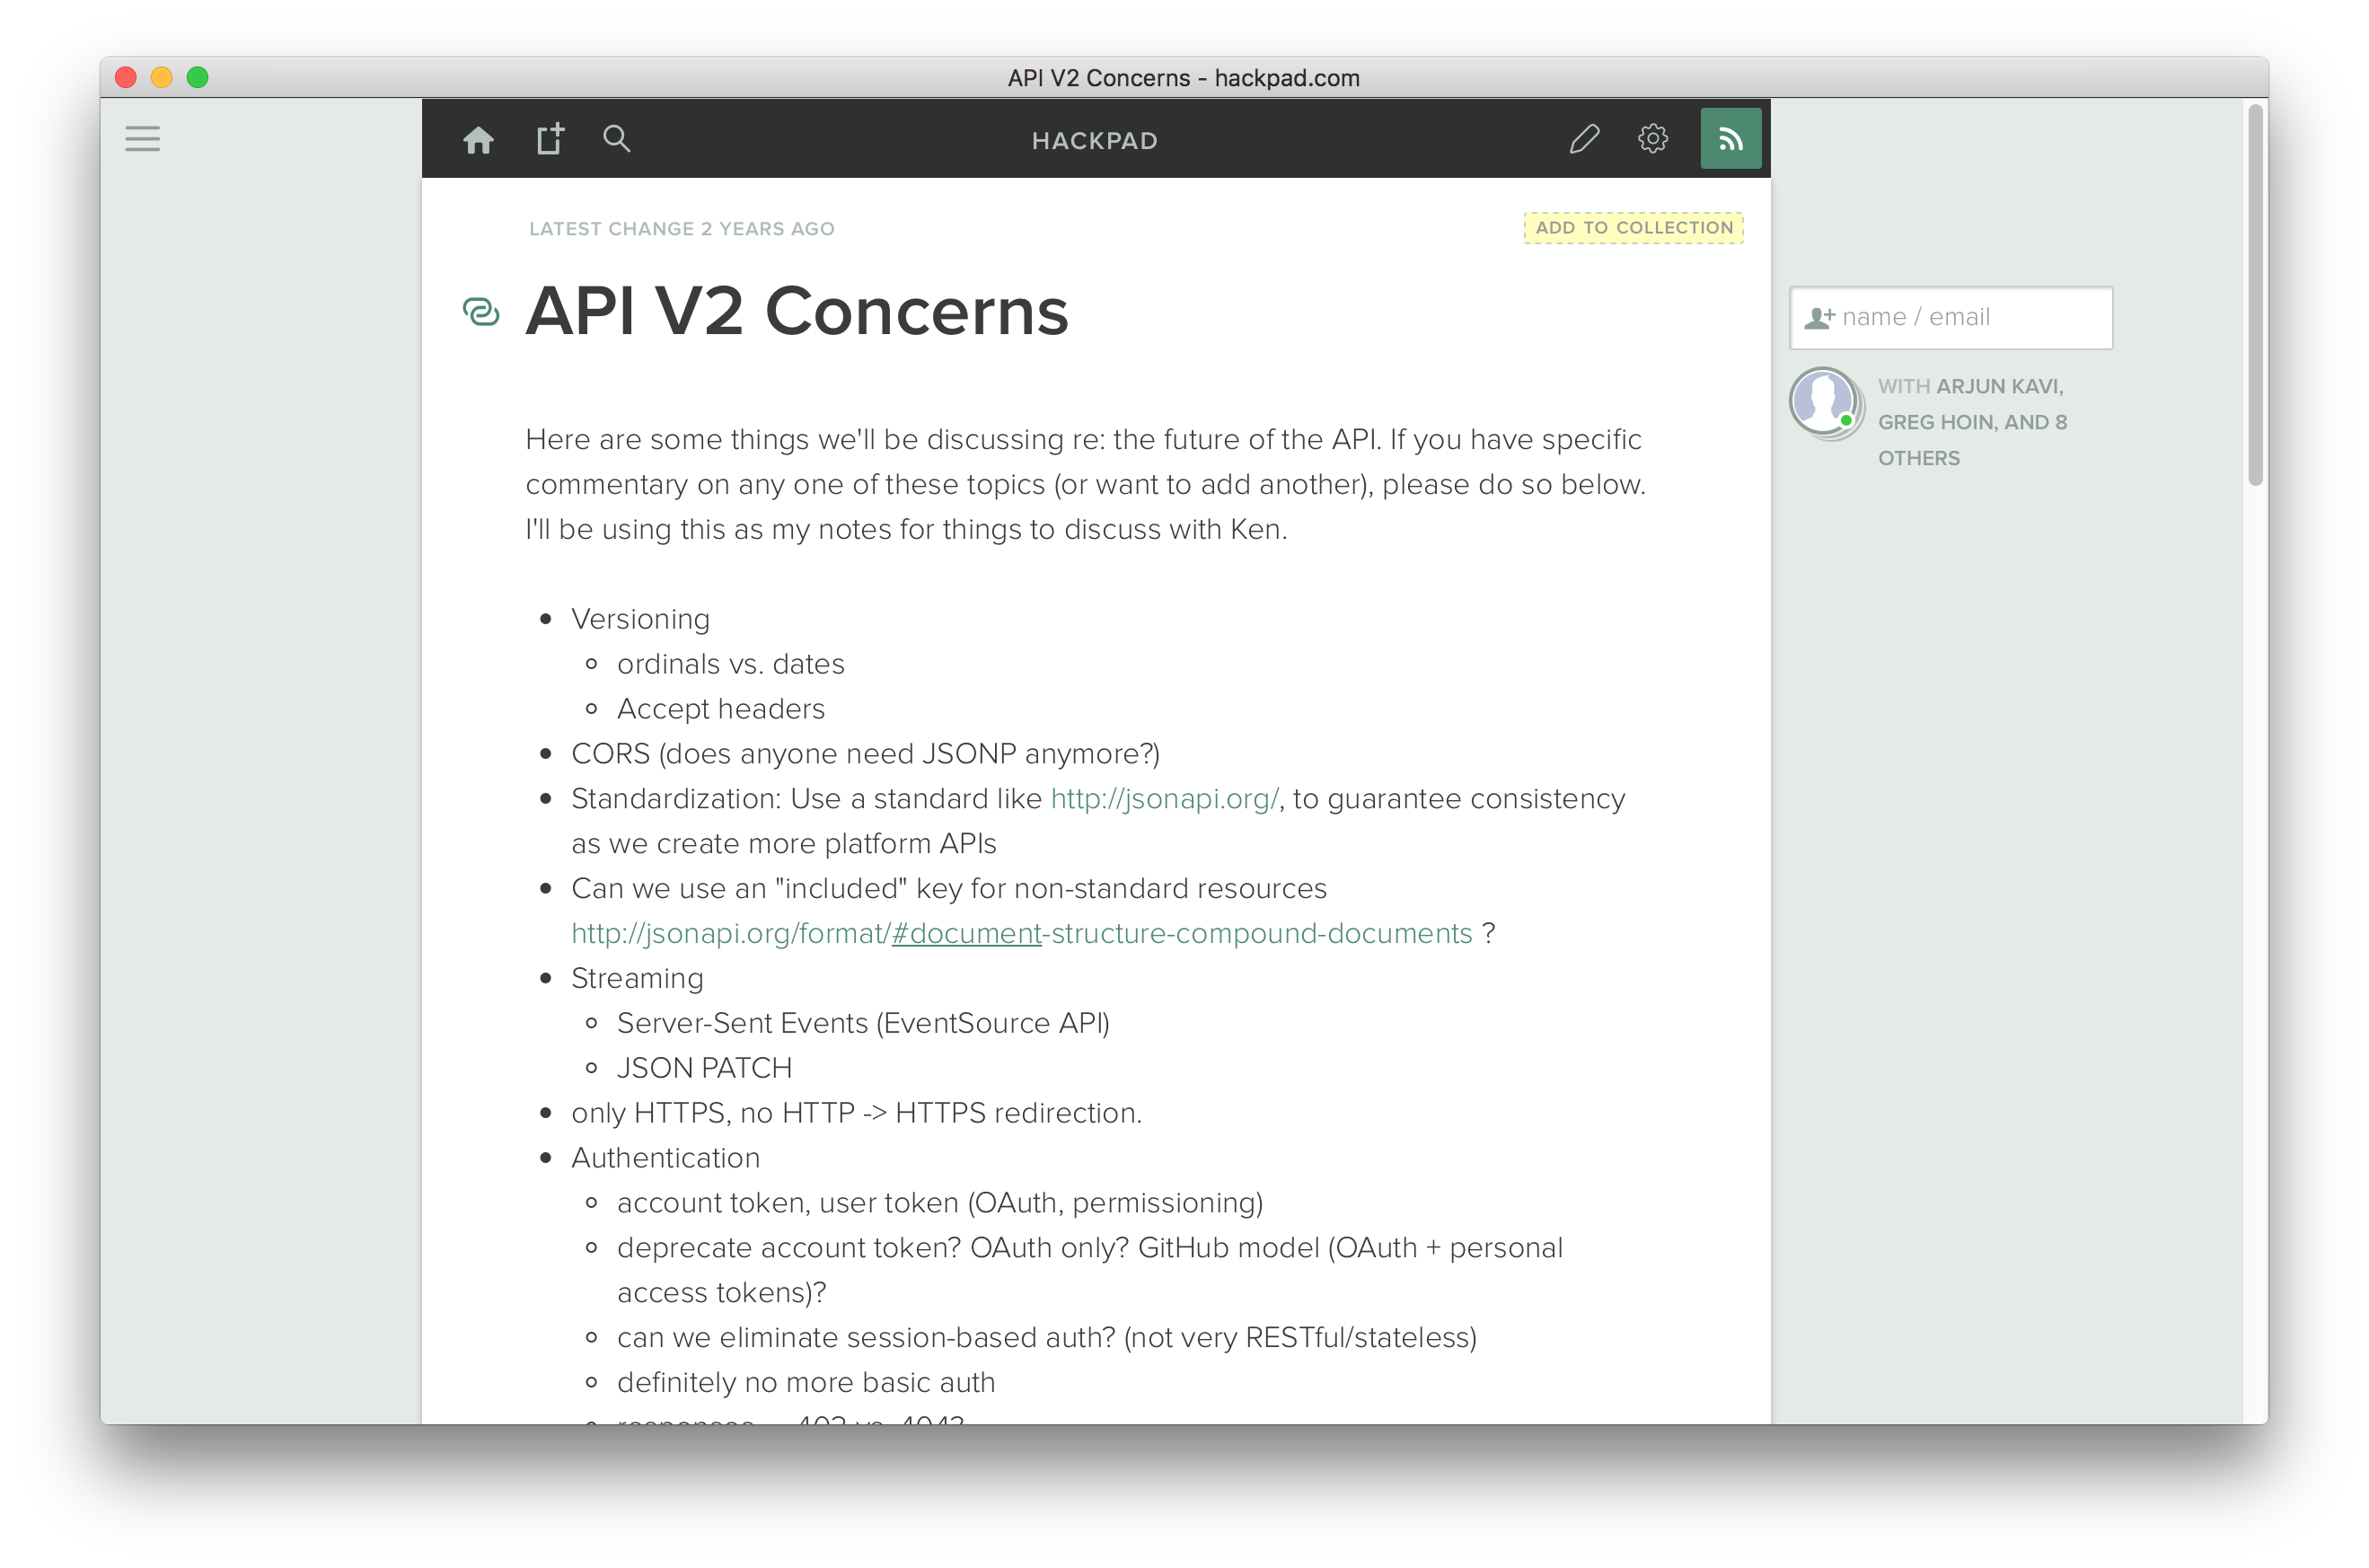 API V2 Concerns - hackpad.com
HACKPAD
LATEST CHANGE 2 YEARS AGO
ADD TO COLLECTION
API V2 Concerns
name / email
WITH ARJUN KAVI,
GREG HOIN, AND 8
OTHERS
Here are some things we'll be discussing re: the future of the API. If you have specific
commentary on any one of these topics (or want to add another), please do so below.
I'll be using this as my notes for things to discuss with Ken.
• Versioning
◦ ordinals vs. dates
◦ Accept headers
• CORS (does anyone need JSONP anymore?)
• Standardization: Use a standard like http://jsonapi.org/, to guarantee consistency
as we create more platform APIs
• Can we use an "included" key for non-standard resources
http://jsonapi.org/format/#document-structure-compound-documents ?
• Streaming
◦ Server-Sent Events (EventSource API)
◦ JSON PATCH
• only HTTPS, no HTTP -> HTTPS redirection.
• Authentication
◦ account token, user token (OAuth, permissioning)
◦ deprecate account token? OAuth only? GitHub model (OAuth + personal
access tokens)?
◦ can we eliminate session-based auth? (not very RESTful/stateless)
◦ definitely no more basic auth